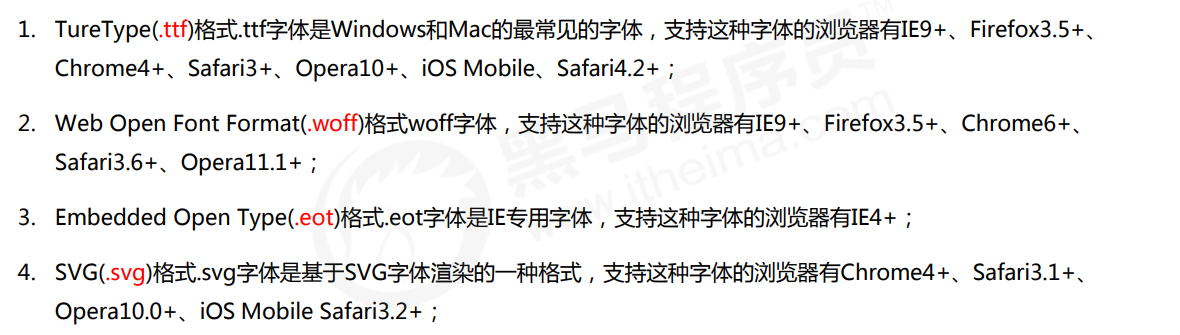 1. TureType(.ttf)格式.ttf字体是Windows和Mac的最常见的字体，支持这种字体的浏览器有IE9+、Firefox3.5+、
Chrome4+、Safari3+、Opera10+、iOS Mobile、Safari4.2+；
2. Web Open Font Format(.woff)格式woff字体，支持这种字体的浏览器有IE9+、Firefox3.5+、Chrome6+、
Safari3.6+、Opera11.1+；
3. Embedded Open Type(.eot)格式.eot字体是IE专用字体，支持这种字体的浏览器有IE4+；
4. SVG(.svg)格式.svg字体是基于SVG字体渲染的一种格式，支持这种字体的浏览器有Chrome4+、Safari3.1+、
Opera10.0+、iOS Mobile Safari3.2+；
黑马程序员TM
www.itheima.com